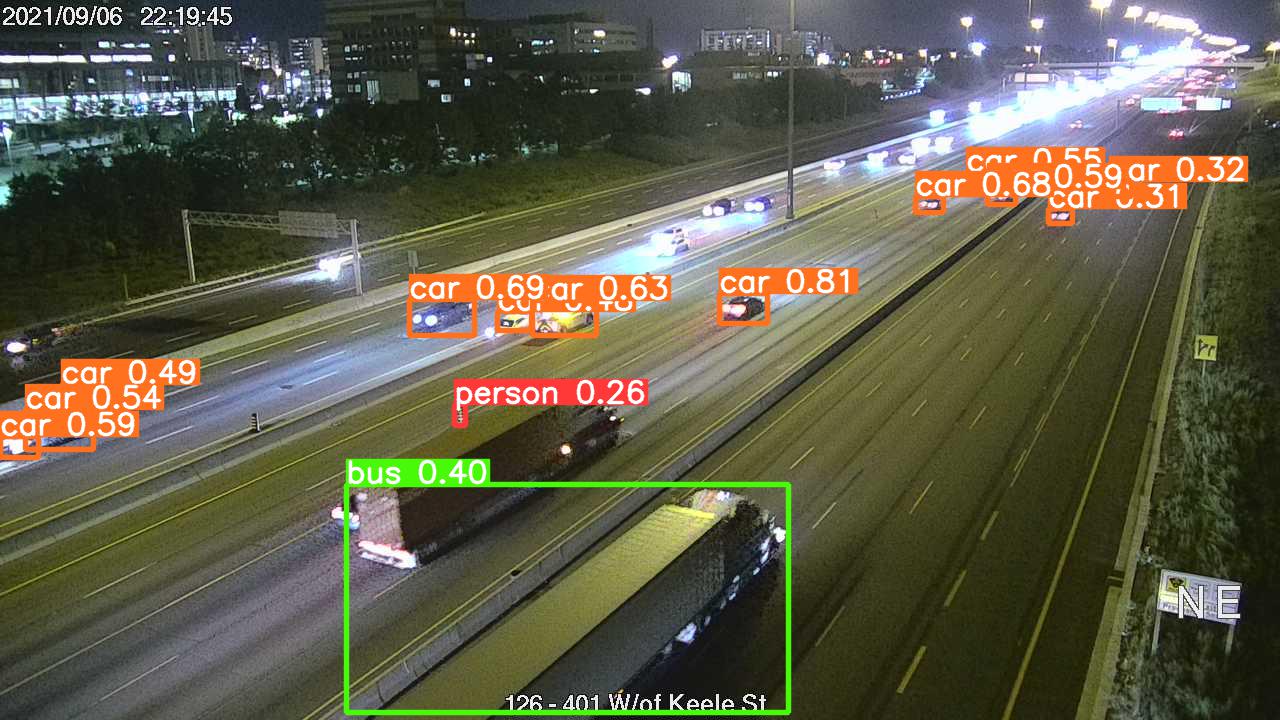 2021/09/06 22:19:45
car 0.55
ar 0.32
car 0.68
0.59
car 0.31
car 0.69
ar 0.63
car 0.81
car 0.49
car 0.54
car 0.59
person 0.26
bus 0.40
NE
126 - 401 W/of Keele St